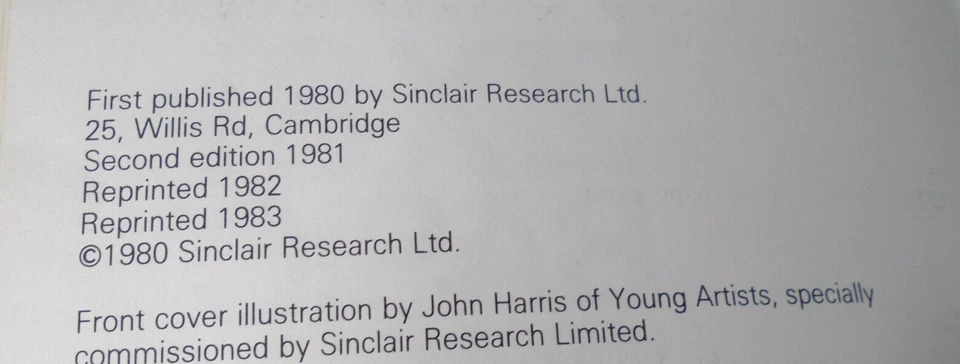 First published 1980 by Sinclair Research Ltd.
25, Willis Rd, Cambridge
Second edition 1981
Reprinted 1982
Reprinted 1983
©1980 Sinclair Research Ltd.
Front cover illustration by John Harris of Young Artists, specially
commissioned by Sinclair Research Limited.